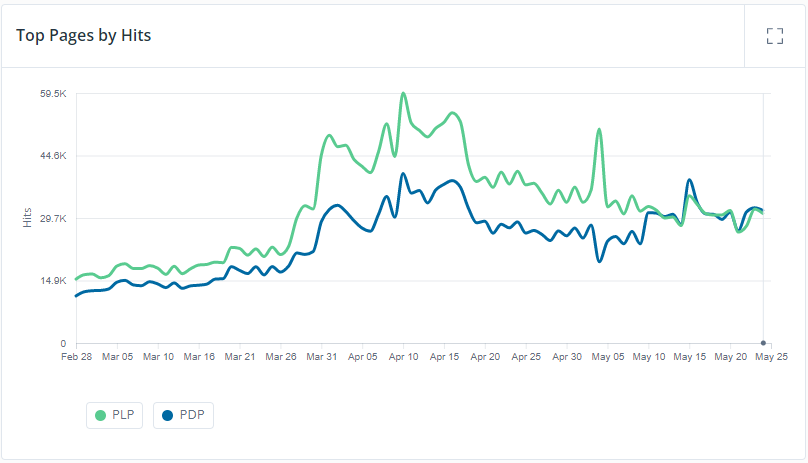 Top Pages by Hits
59.5K
44.6K
29.7K
14.9K
0
Hits
Feb 28 Mar 05 Mar 10 Mar 16 Mar 21 Mar 26 Mar 31 Apr 05 Apr 10 Apr 15 Apr 20 Apr 25 Apr 30 May 05 May 10 May 15 May 20 May 25
PLP PDP